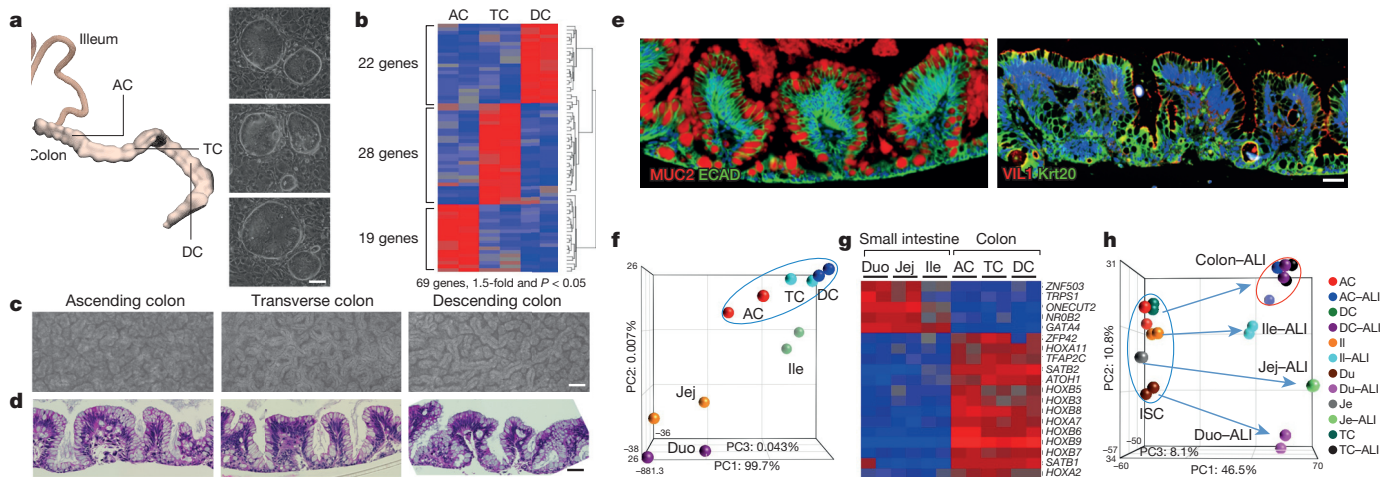 a
Illeum
AC
Colon
TC
DC
b
AC TC DC
22 genes
28 genes
19 genes
69 genes, 1.5-fold and P < 0.05
c
Ascending colon Transverse colon Descending colon
d
e
MUC2 ECAD
VIL1 Krt20
f
26
PC2: 0.007%
TC
DC
AC
Ile
Jej
–36
Duo
–38
26
–881.3
PC3: 0.043%
PC1: 99.7%
g
Small intestine Colon
Duo Jej Ile AC TC DC
ZNF503
TRPS1
ONECUT2
NR0B2
GATA4
ZFP42
HOXA11
TFAP2C
SATB2
ATOH1
HOXB5
HOXB3
HOXB8
HOXA7
HOXB6
HOXB9
HOXB7
SATB1
HOXA2
h
31
Colon–ALI
PC2: 10.8%
Ile–ALI
Jej–ALI
ISC
Duo–ALI
–50
–57
34
–60
PC3: 8.1%
PC1: 46.5%
70
AC
AC–ALI
DC
DC–ALI
Il
Il–ALI
Du
Du–ALI
Je
Je–ALI
TC
TC–ALI